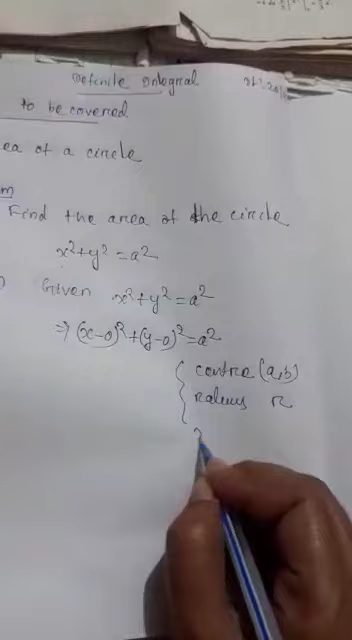 Definite Integral
to be covered
ea of a circle
m
Find the area of the circle
x²+y²=a²
Given x²+y²=a²
⇒ (x-0)²+(y-0)²=a²
centre (a,b)
radius r